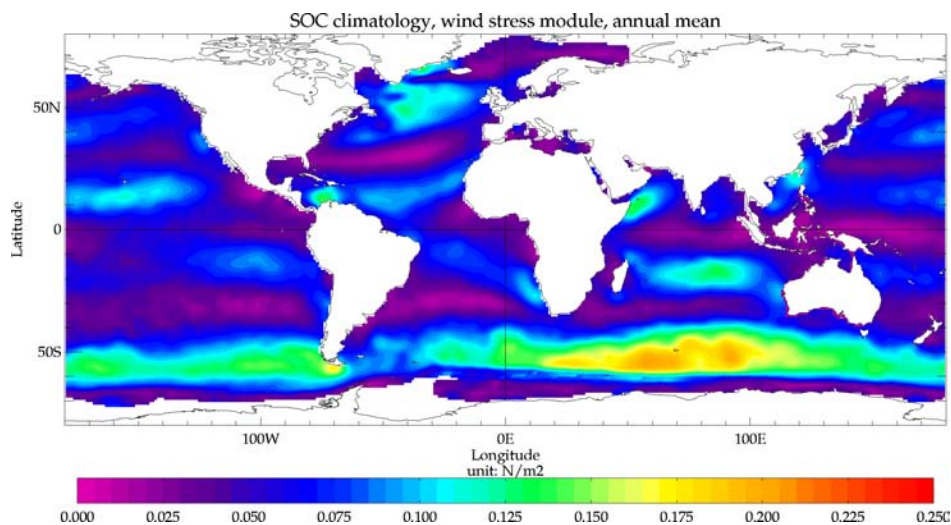 SOC climatology, wind stress module, annual mean
50N
0
50S
Latitude
100W 0E 100E
Longitude
unit: N/m2
0.000 0.025 0.050 0.075 0.100 0.125 0.150 0.175 0.200 0.225 0.25